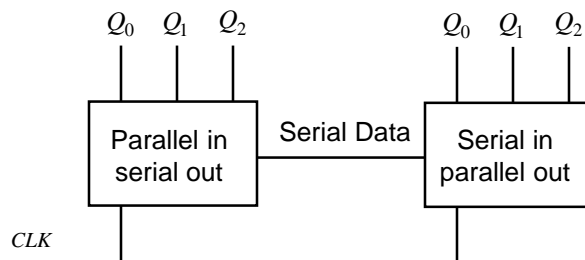 Q₀ Q₁ Q₂
Q₀ Q₁ Q₂
Parallel in
serial out
Serial Data
Serial in
parallel out
CLK